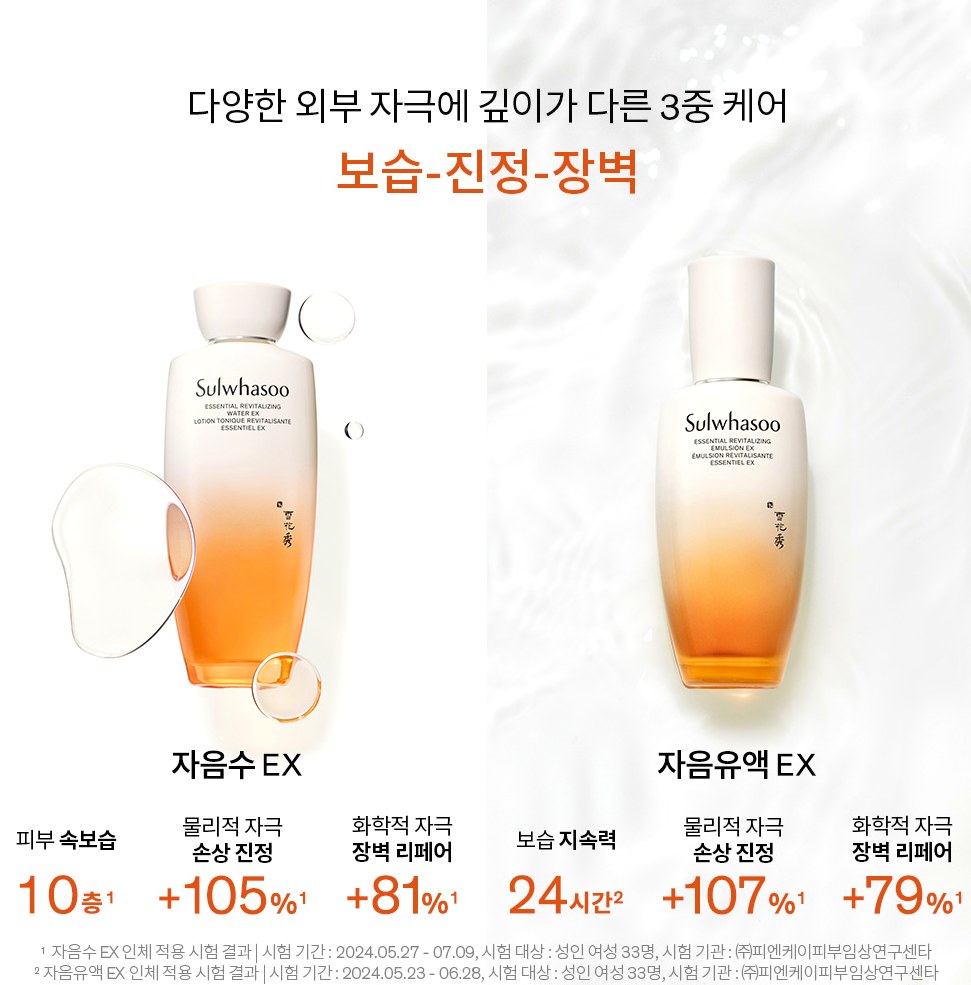 다양한 외부 자극에 깊이가 다른 3중 케어
보습-진정-장벽
Sulwhasoo
ESSENTIAL REVITALIZING
WATER EX
LOTION TONIQUE REVITALISANTE
ESSENTIEL EX
雪花秀
Sulwhasoo
ESSENTIAL REVITALIZING
EMULSION EX
ÉMULSION REVITALISANTE
ESSENTIEL EX
雪花秀
자음수 EX
피부 속보습
10층¹
물리적 자극
손상 진정
+105%¹
화학적 자극
장벽 리페어
+81%¹
자음유액 EX
보습 지속력
24시간²
물리적 자극
손상 진정
+107%¹
화학적 자극
장벽 리페어
+79%¹
¹ 자음수 EX 인체 적용 시험 결과 | 시험 기간 : 2024.05.27 - 07.09, 시험 대상 : 성인 여성 33명, 시험 기관 : ㈜피엔케이피부임상연구센타
² 자음유액 EX 인체 적용 시험 결과 | 시험 기간 : 2024.05.23 - 06.28, 시험 대상 : 성인 여성 33명, 시험 기관 : ㈜피엔케이피부임상연구센타